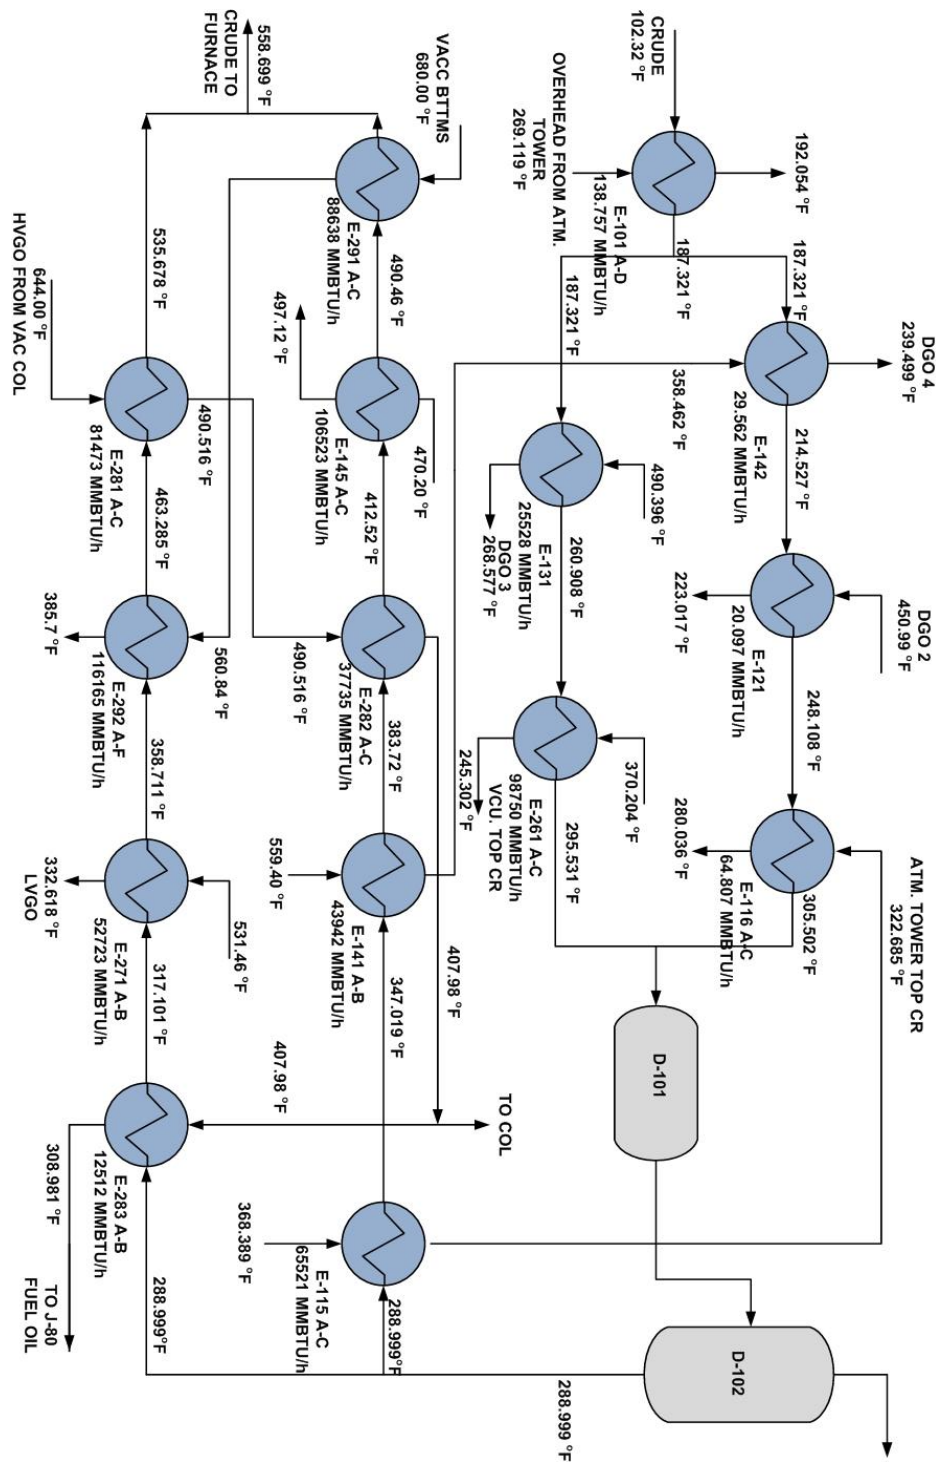 CRUDE
102.32 °F
192.054 °F
OVERHEAD FROM ATM.
TOWER
269.119 °F
E-101 A-D
138.757 MMBTU/h
187.321 °F
187.321 °F
187.321 °F
DGO 4
239.499 °F
E-142
29.562 MMBTU/h
358.462 °F
214.527 °F
DGO 2
450.99 °F
E-121
20.097 MMBTU/h
223.017 °F
248.108 °F
ATM. TOWER TOP CR
322.685 °F
E-116 A-C
64.807 MMBTU/h
280.036 °F
305.502 °F
490.396 °F
E-131
25528 MMBTU/h
DGO 3
268.577 °F
260.908 °F
370.204 °F
E-261 A-C
98750 MMBTU/h
VCU. TOP CR
245.302 °F
295.531 °F
D-101
D-102
288.999 °F
CRUDE TO
FURNACE
558.699 °F
VACC BTTMS
680.00 °F
E-291 A-C
88638 MMBTU/h
490.46 °F
470.20 °F
E-145 A-C
106523 MMBTU/h
497.12 °F
412.52 °F
E-282 A-C
37735 MMBTU/h
490.516 °F
383.72 °F
E-141 A-B
43942 MMBTU/h
559.40 °F
407.98 °F
347.019 °F
TO COL
E-115 A-C
65521 MMBTU/h
368.389 °F
288.999°F
535.678 °F
HVGO FROM VAC COL
644.00 °F
490.516 °F
E-281 A-C
81473 MMBTU/h
463.285 °F
560.84 °F
E-292 A-F
116165 MMBTU/h
385.7 °F
358.711 °F
531.46 °F
E-271 A-B
52723 MMBTU/h
332.618 °F
LVGO
317.101 °F
407.98 °F
E-283 A-B
12512 MMBTU/h
308.981 °F
TO J-80
FUEL OIL
288.999°F